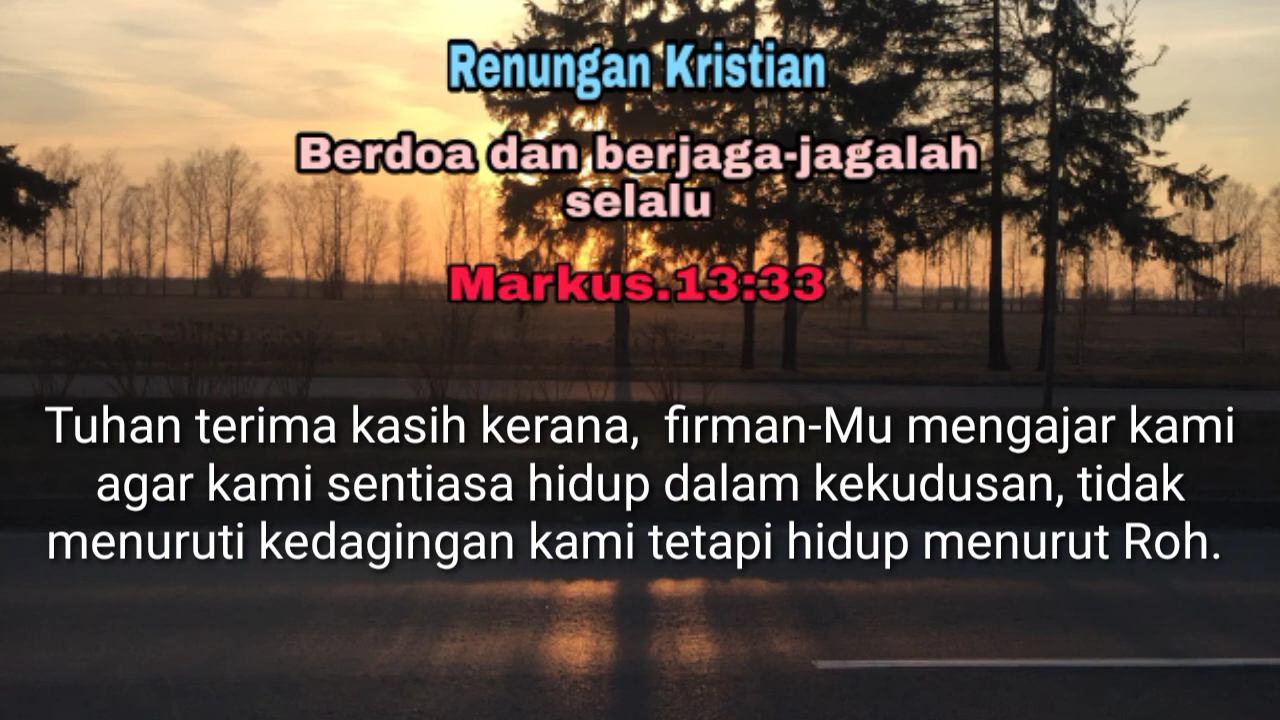 Renungan Kristian
Berdoa dan berjaga-jagalah
selalu
Markus.13:33
Tuhan terima kasih kerana,  firman-Mu mengajar kami
agar kami sentiasa hidup dalam kekudusan, tidak
menuruti kedagingan kami tetapi hidup menurut Roh.